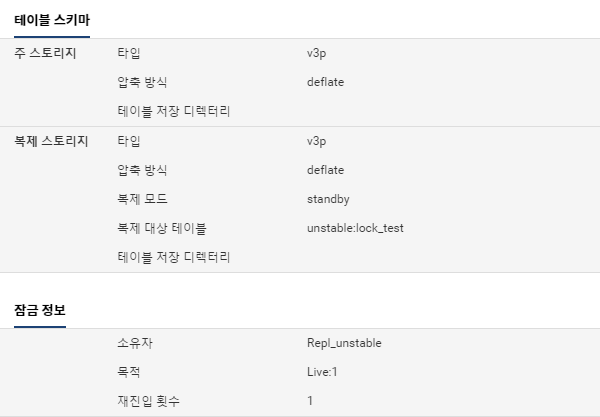 테이블 스키마
주 스토리지 타입 v3p
압축 방식 deflate
테이블 저장 디렉터리
복제 스토리지 타입 v3p
압축 방식 deflate
복제 모드 standby
복제 대상 테이블 unstable:lock_test
테이블 저장 디렉터리
잠금 정보
소유자 Repl_unstable
목적 Live:1
재진입 횟수 1